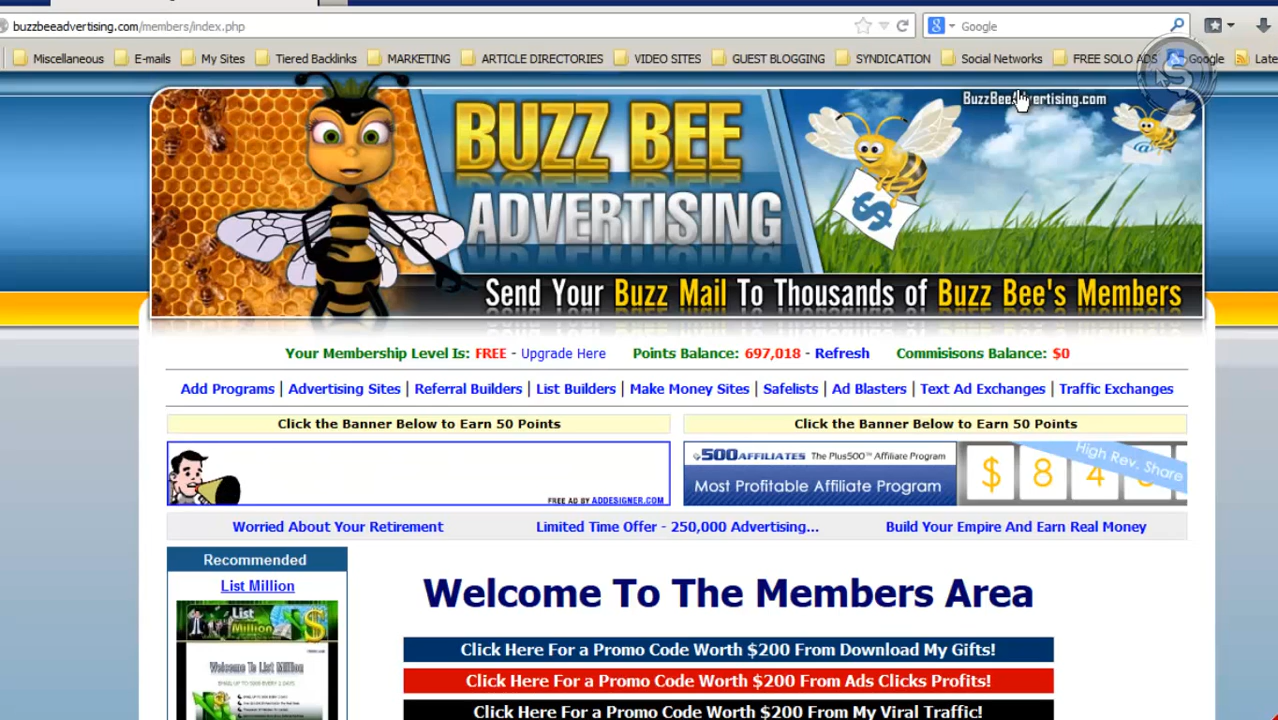 buzzbeeadvertising.com/members/index.php
Google
Miscellaneous E-mails My Sites Tiered Backlinks MARKETING ARTICLE DIRECTORIES VIDEO SITES GUEST BLOGGING SYNDICATION Social Networks FREE SOLO ADS Google Late
BuzzBeeAdvertising.com
BUZZ BEE
ADVERTISING
Send Your Buzz Mail To Thousands of Buzz Bee's Members
Your Membership Level Is: FREE - Upgrade Here Points Balance: 697,018 - Refresh Commisisons Balance: $0
Add Programs | Advertising Sites | Referral Builders | List Builders | Make Money Sites | Safelists | Ad Blasters | Text Ad Exchanges | Traffic Exchanges
Click the Banner Below to Earn 50 Points Click the Banner Below to Earn 50 Points
FREE AD BY ADDESIGNER.COM
500AFFILIATES The Plus500™ Affiliate Program
Most Profitable Affiliate Program
$ 8 4
High Rev. Share
Worried About Your Retirement Limited Time Offer - 250,000 Advertising... Build Your Empire And Earn Real Money
Recommended
List Million
List
Million
Welcome To List Million
Welcome To The Members Area
Click Here For a Promo Code Worth $200 From Download My Gifts!
Click Here For a Promo Code Worth $200 From Ads Clicks Profits!
Click Here For a Promo Code Worth $200 From My Viral Traffic!